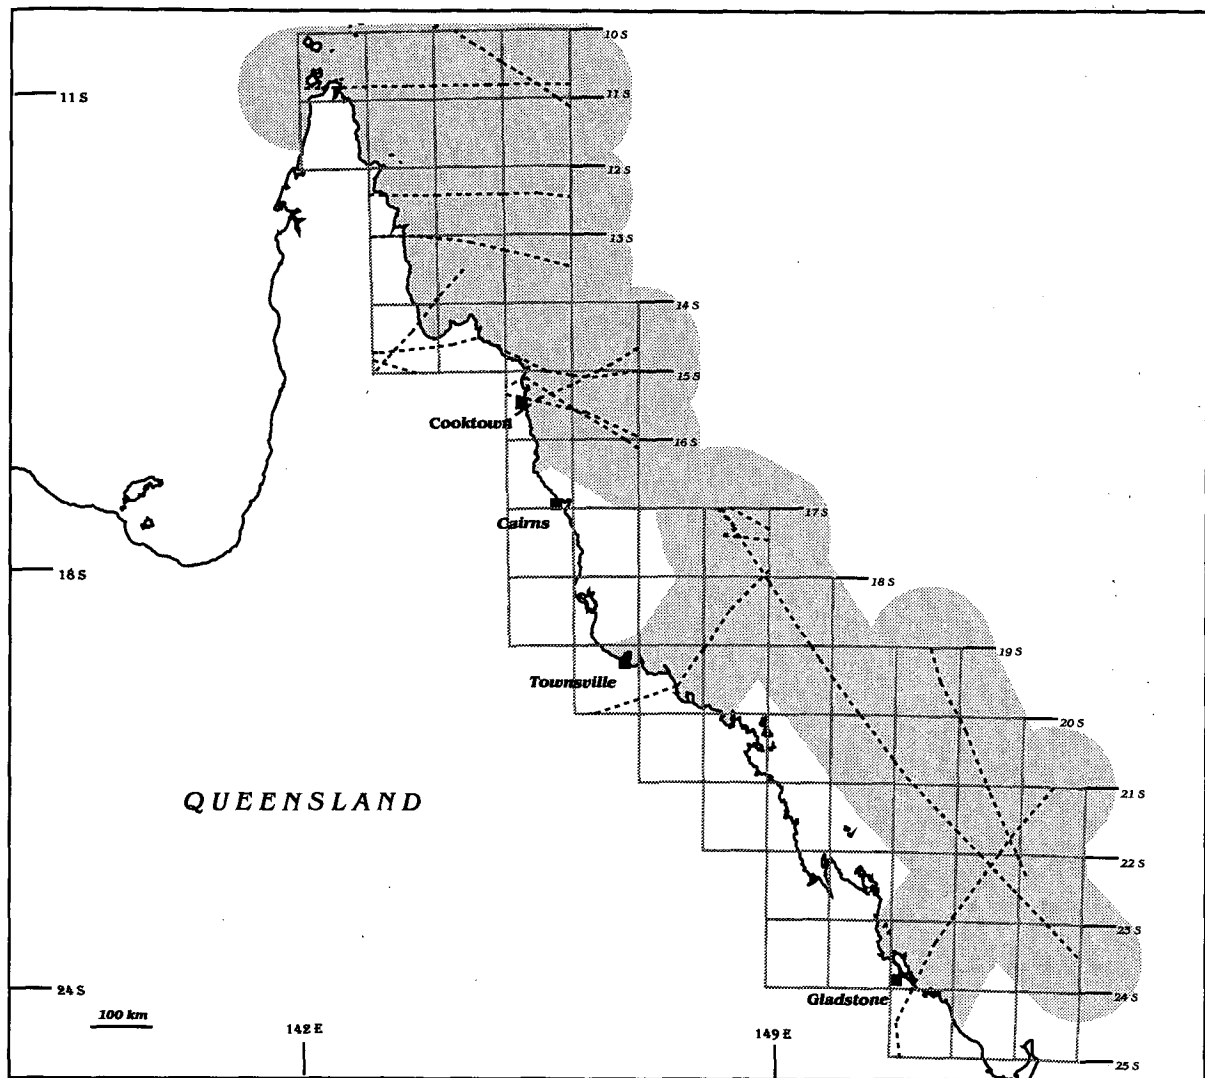 10 S
11 S
11 S
12 S
13 S
14 S
15 S
Cooktown
16 S
17 S
Cairns
18 S
18 S
19 S
Townsville
20 S
QUEENSLAND
21 S
22 S
23 S
24 S
Gladstone
24 S
100 km
142 E
149 E
25 S